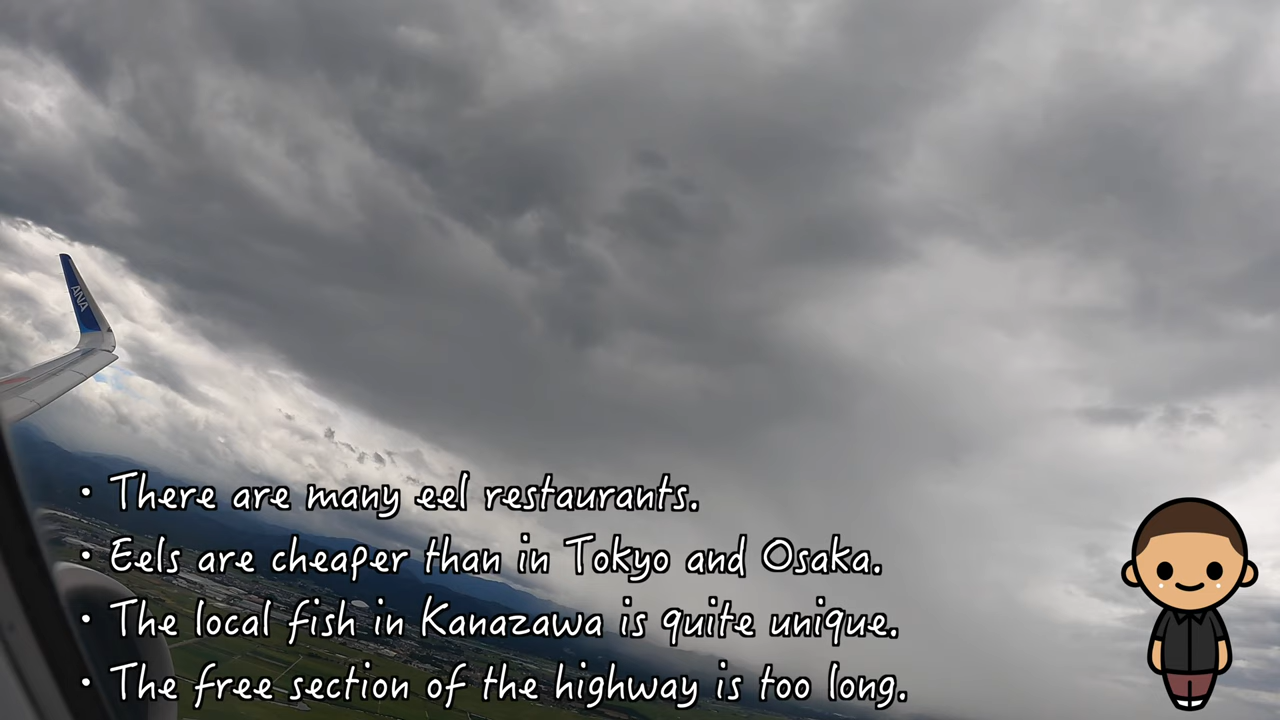 ANA
• There are many eel restaurants.
• Eels are cheaper than in Tokyo and Osaka.
• The local fish in Kanazawa is quite unique.
• The free section of the highway is too long.